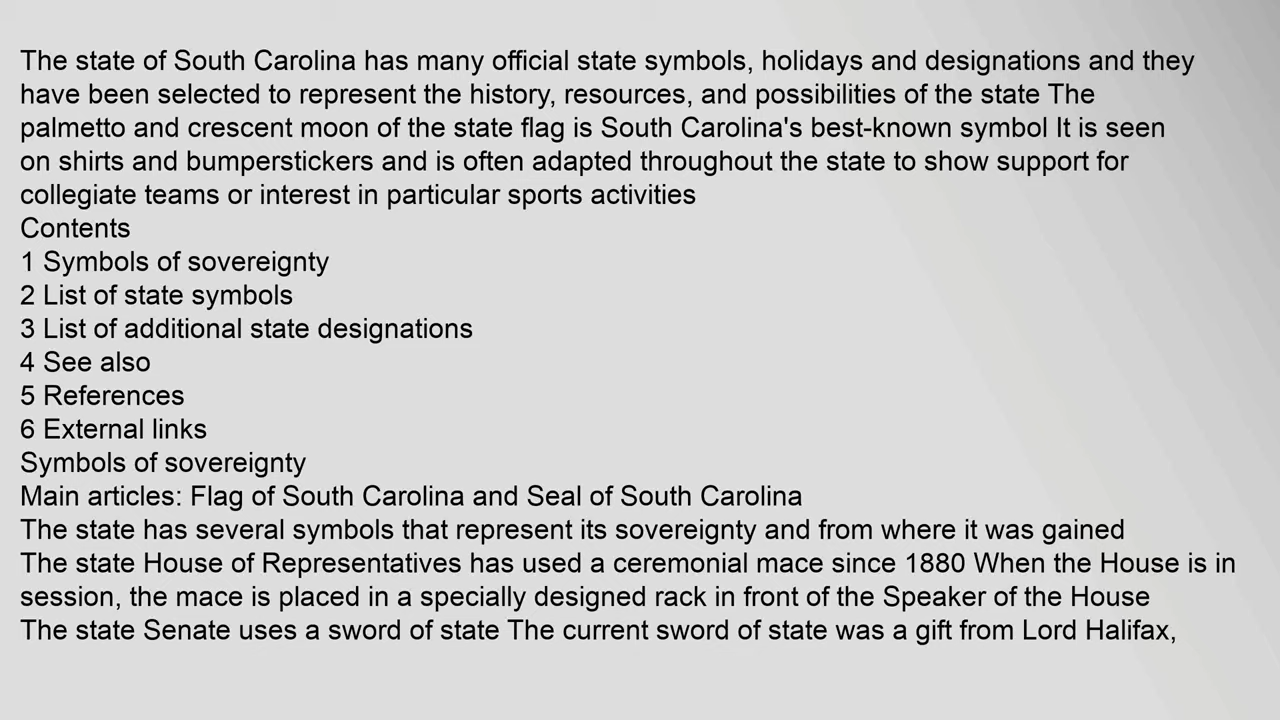 The state of South Carolina has many official state symbols, holidays and designations and they
have been selected to represent the history, resources, and possibilities of the state The
palmetto and crescent moon of the state flag is South Carolina's best-known symbol It is seen
on shirts and bumperstickers and is often adapted throughout the state to show support for
collegiate teams or interest in particular sports activities
Contents
1 Symbols of sovereignty
2 List of state symbols
3 List of additional state designations
4 See also
5 References
6 External links
Symbols of sovereignty
Main articles: Flag of South Carolina and Seal of South Carolina
The state has several symbols that represent its sovereignty and from where it was gained
The state House of Representatives has used a ceremonial mace since 1880 When the House is in
session, the mace is placed in a specially designed rack in front of the Speaker of the House
The state Senate uses a sword of state The current sword of state was a gift from Lord Halifax,